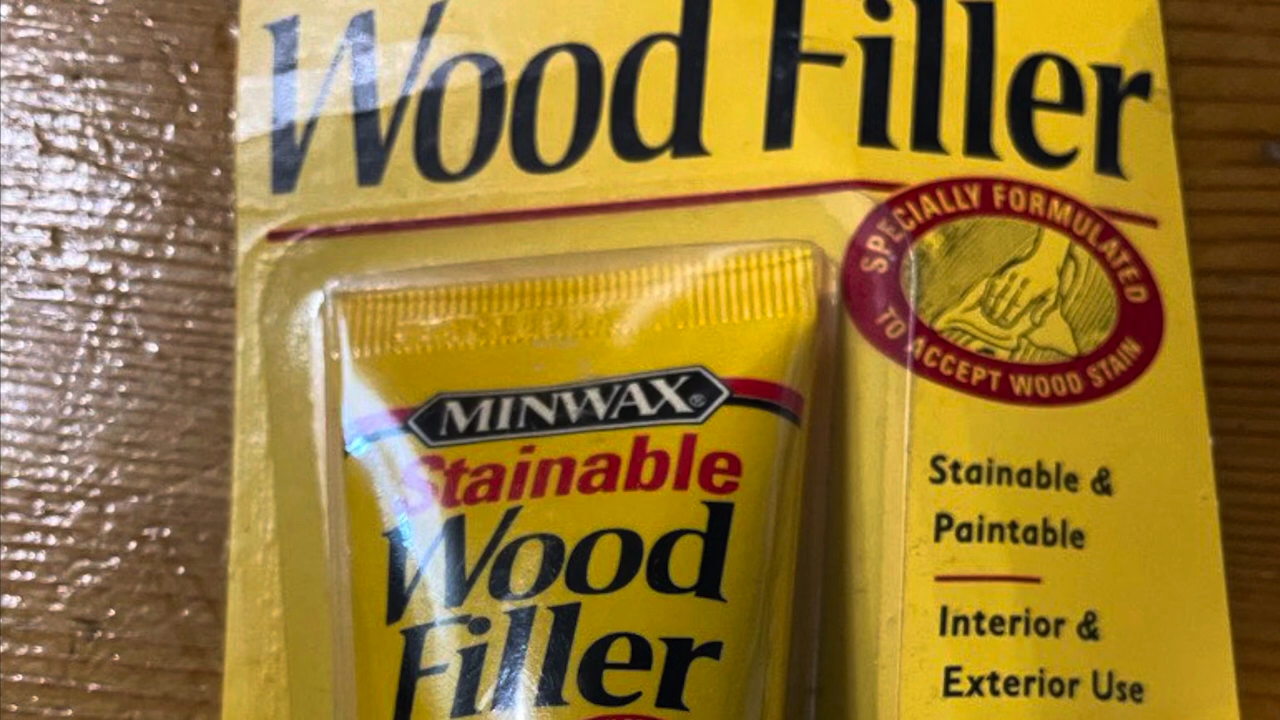 Wood Filler
SPECIALLY FORMULATED
TO ACCEPT WOOD STAIN
MINWAX®
Stainable
Wood
Filler
Stainable &
Paintable
Interior &
Exterior Use